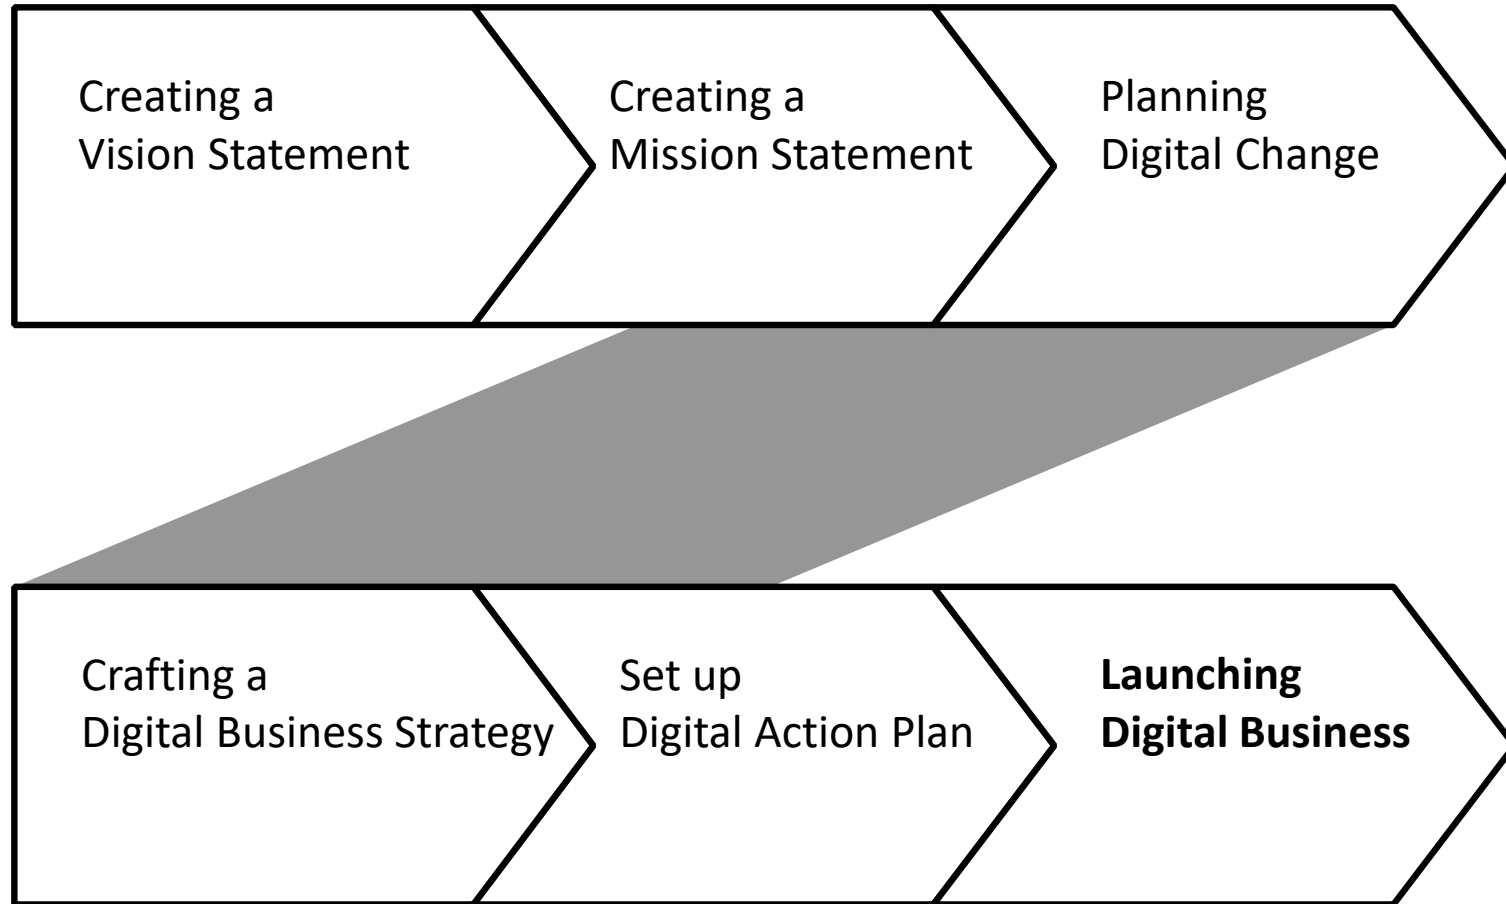 Creating a
Vision Statement
Creating a
Mission Statement
Planning
Digital Change
Crafting a
Digital Business Strategy
Set up
Digital Action Plan
Launching
Digital Business